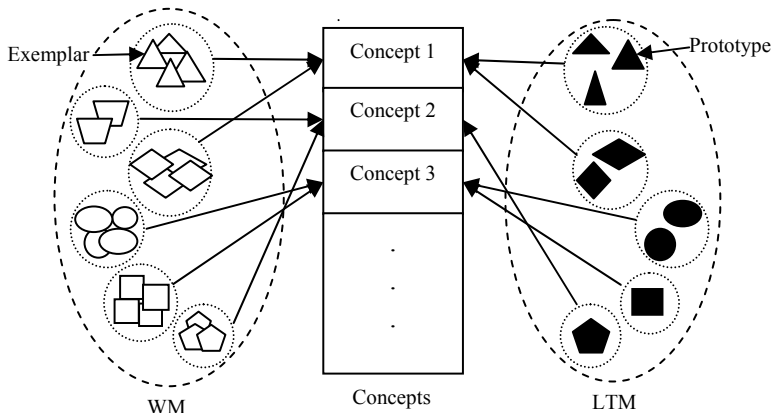 Exemplar
Concept 1
Prototype
Concept 2
Concept 3
.
.
.
WM
Concepts
LTM